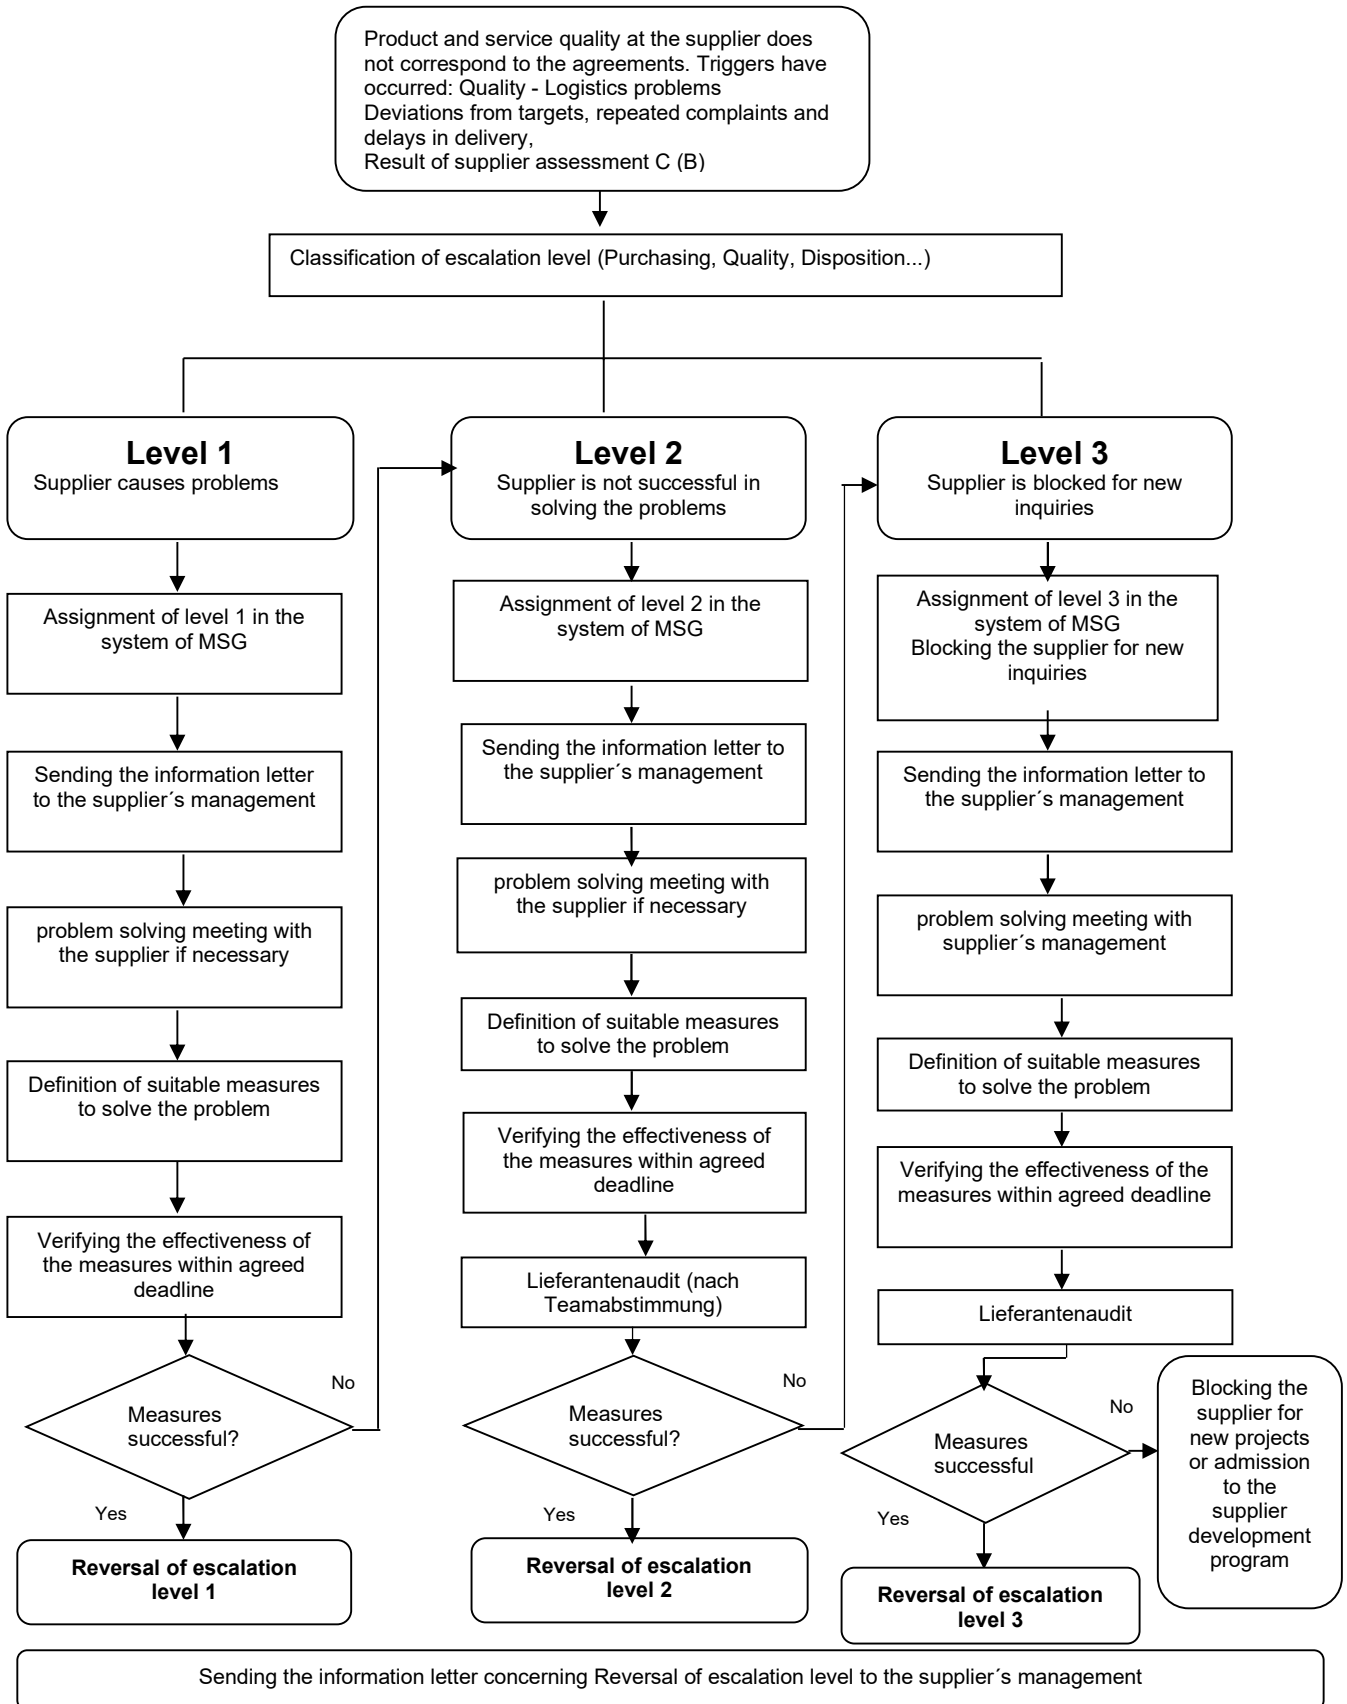 Product and service quality at the supplier does
not correspond to the agreements. Triggers have
occurred: Quality - Logistics problems
Deviations from targets, repeated complaints and
delays in delivery,
Result of supplier assessment C (B)
Classification of escalation level (Purchasing, Quality, Disposition...)
Level 1
Supplier causes problems
Assignment of level 1 in the
system of MSG
Sending the information letter
to the supplier´s management
problem solving meeting with
the supplier if necessary
Definition of suitable measures
to solve the problem
Verifying the effectiveness of
the measures within agreed
deadline
Measures
successful?
No
Yes
Reversal of escalation
level 1
Level 2
Supplier is not successful in
solving the problems
Assignment of level 2 in the
system of MSG
Sending the information letter to
the supplier´s management
problem solving meeting with
the supplier if necessary
Definition of suitable measures
to solve the problem
Verifying the effectiveness of
the measures within agreed
deadline
Lieferantenaudit (nach
Teamabstimmung)
Measures
successful?
No
Yes
Reversal of escalation
level 2
Level 3
Supplier is blocked for new
inquiries
Assignment of level 3 in the
system of MSG
Blocking the supplier for new
inquiries
Sending the information letter to
the supplier´s management
problem solving meeting with
supplier´s management
Definition of suitable measures
to solve the problem
Verifying the effectiveness of the
measures within agreed deadline
Lieferantenaudit
Measures
successful
No
Yes
Blocking the
supplier for
new projects
or admission
to the
supplier
development
program
Reversal of escalation
level 3
Sending the information letter concerning Reversal of escalation level to the supplier´s management